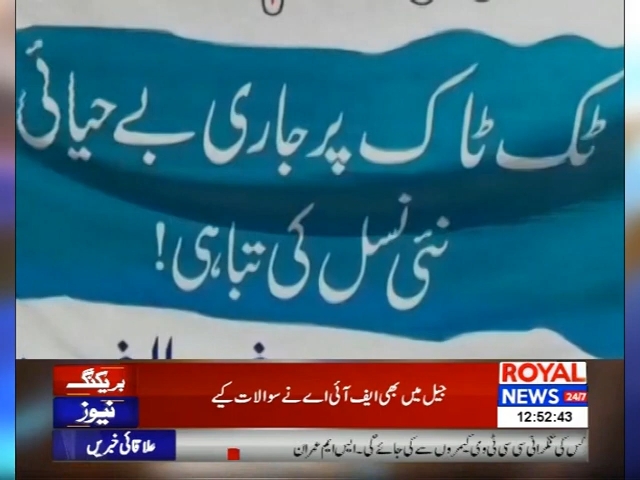 ٹک ٹاک پر جاری بے حیائی
نئی نسل کی تباہی!
بریکنگ
نیوز
جیل میں بھی ایف آئی اے نے سوالات کیے
ROYAL
NEWS 24/7
12:52:43
علاقائی خبریں
کی نگرانی سی سی ٹی وی کیمروں سے کی جائے گی۔ ایس ایم عمران